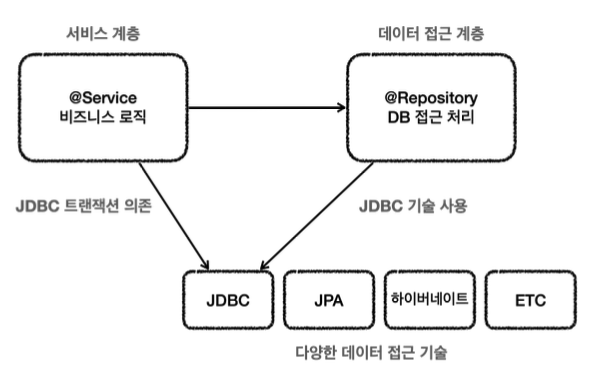 서비스 계층
데이터 접근 계층
@Service
비즈니스 로직
@Repository
DB 접근 처리
JDBC 트랜잭션 의존
JDBC 기술 사용
JDBC
JPA
하이버네이트
ETC
다양한 데이터 접근 기술